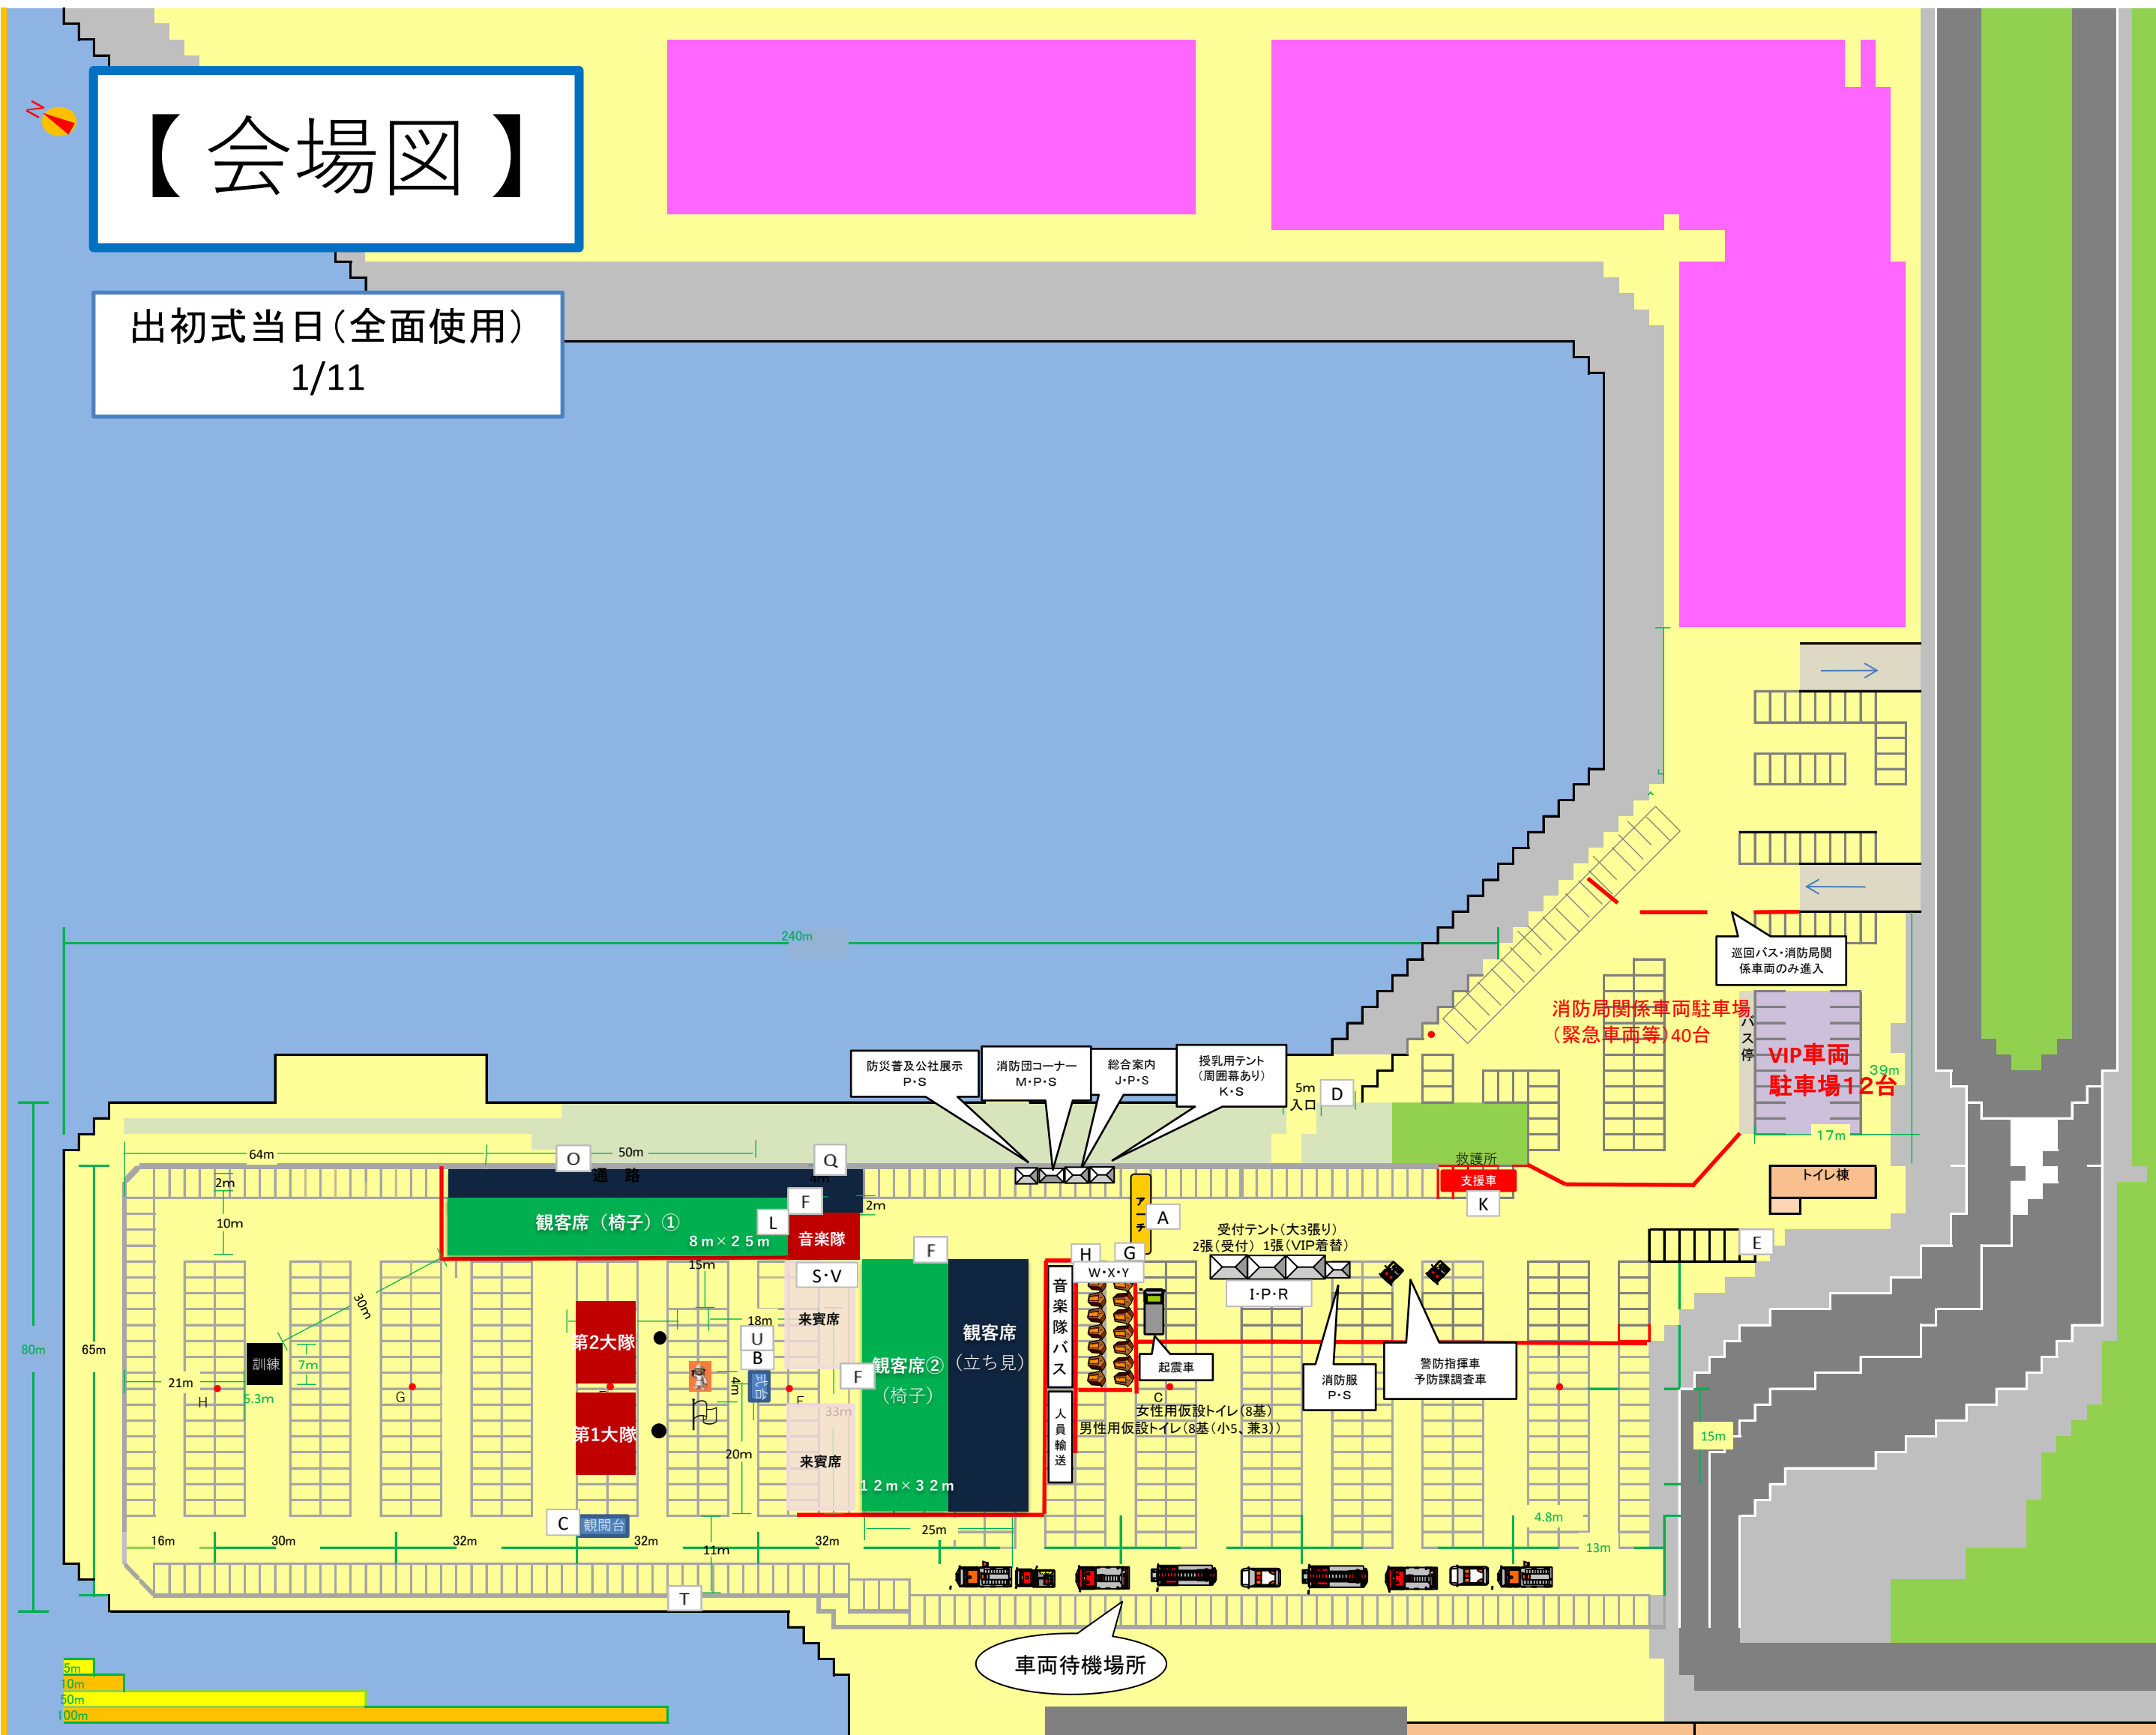 N
【 会場図 】
出初式当日（全面使用）
1/11
240m
巡回バス・消防局関
係車両のみ進入
消防局関係車両駐車場
（緊急車両等）40台
バス停
VIP車両
駐車場12台
39m
17m
防災普及公社展示
P・S
消防団コーナー
M・P・S
総合案内
J・P・S
授乳用テント
（周囲幕あり）
K・S
5m
入口
D
64m
O
50m
Q
通 路
4m
2m
救護所
支援車
K
トイレ棟
2m
10m
観客席（椅子）①
8ｍ×25ｍ
L
F
音楽隊
アーチ
A
受付テント（大3張り）
2張（受付） 1張（VIP着替）
I・P・R
E
15m
S・V
F
H
G
W・X・Y
音楽隊バス
30m
第2大隊
18m
U
B
式台
来賓席
観客席
（立ち見）
観客席②
（椅子）
F
80m
65m
訓練
7m
5.3m
21m
H
G
4m
33m
起震車
C
消防服
P・S
警防指揮車
予防課調査車
女性用仮設トイレ（8基）
男性用仮設トイレ（8基（小5、兼3））
人員輸送
第1大隊
20m
来賓席
12ｍ×32ｍ
15m
C
観閲台
16m
30m
32m
32m
11m
32m
25m
4.8m
13m
T
車両待機場所
5m
10m
50m
100m